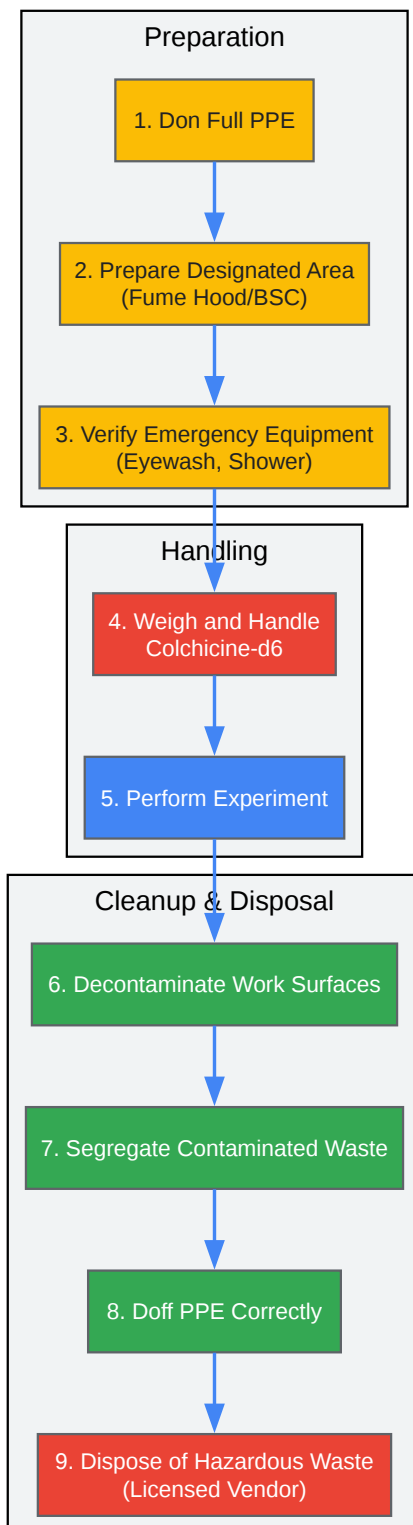 Preparation
1. Don Full PPE
2. Prepare Designated Area
(Fume Hood/BSC)
3. Verify Emergency Equipment
(Eyewash, Shower)
Handling
4. Weigh and Handle
Colchicine-d6
5. Perform Experiment
Cleanup & Disposal
6. Decontaminate Work Surfaces
7. Segregate Contaminated Waste
8. Doff PPE Correctly
9. Dispose of Hazardous Waste
(Licensed Vendor)